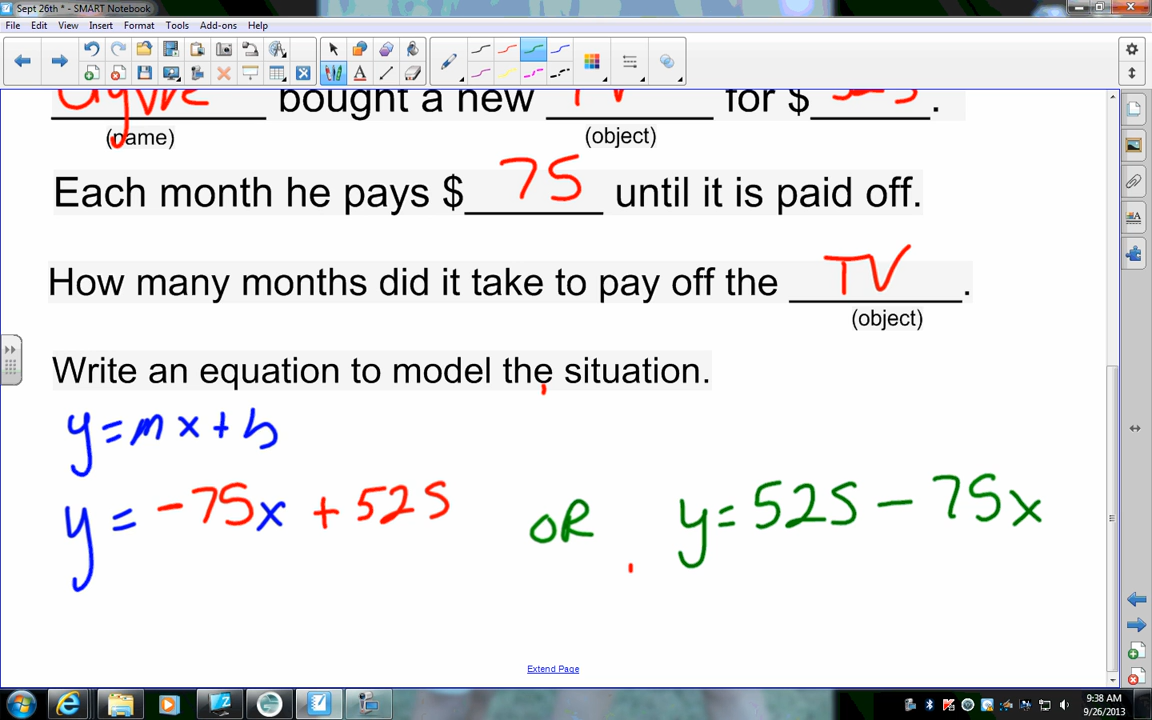 Sept 26th * - SMART Notebook
File Edit View Insert Format Tools Add-ons Help
bought a new TV for $ .
(name) (object)
Each month he pays $ 75 until it is paid off.
How many months did it take to pay off the TV .
(object)
Write an equation to model the situation.
y = mx + b
y = -75x + 525 OR y = 525 - 75x
Extend Page
9:38 AM
9/26/2013